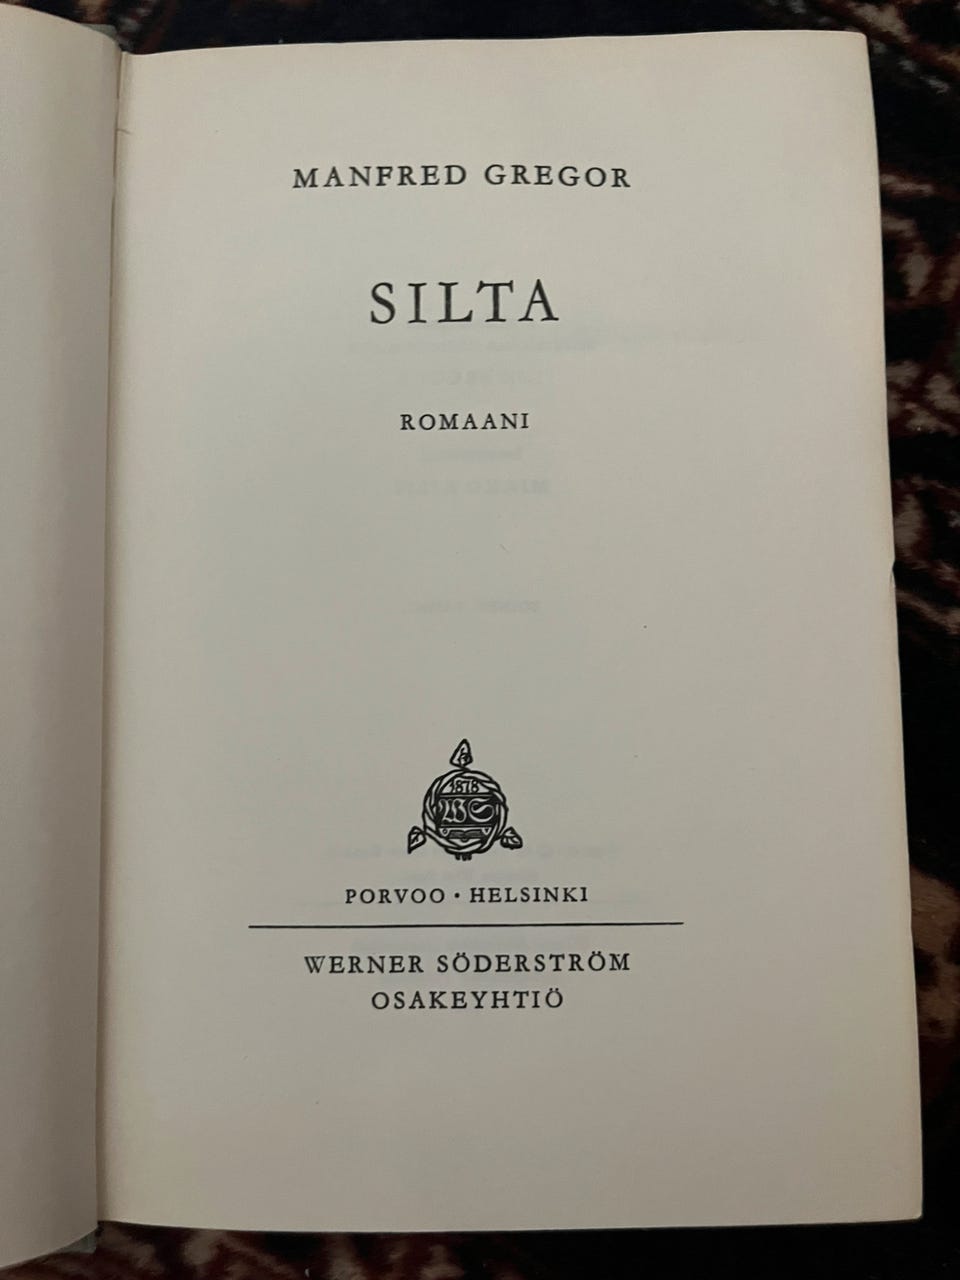 MANFRED GREGOR
SILTA
ROMAANI
1878
WS
PORVOO · HELSINKI
WERNER SÖDERSTRÖM
OSAKEYHTIÖ